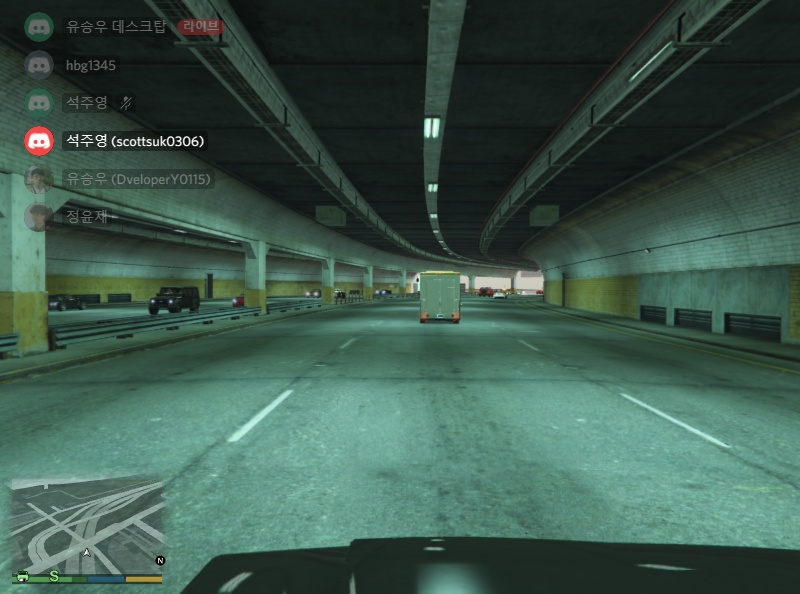 유승우 데스크탑 라이브
hbg1345
석주영
석주영 (scottsuk0306)
유승우 (DveloperY0115)
정윤재
N
S